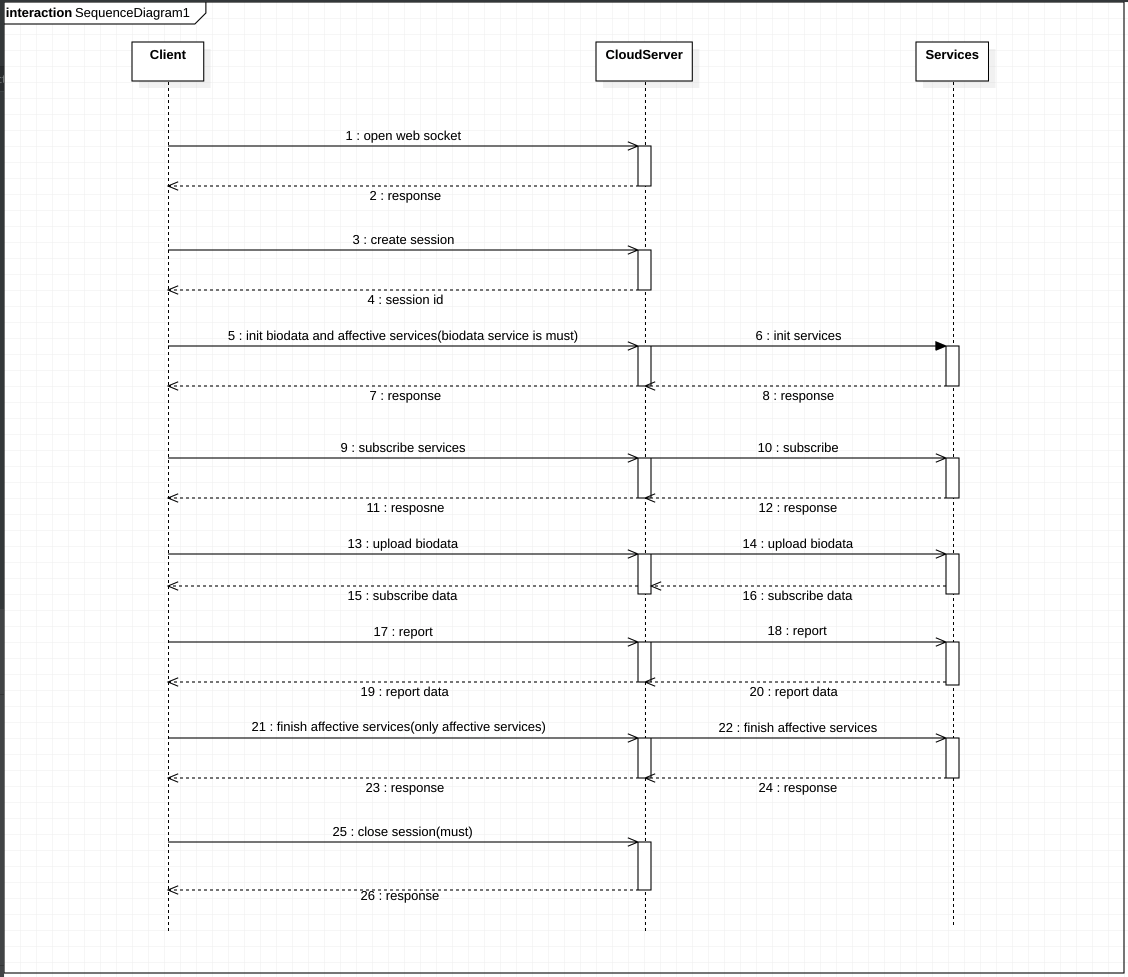 interaction SequenceDiagram1
Client
CloudServer
Services
1 : open web socket
2 : response
3 : create session
4 : session id
5 : init biodata and affective services(biodata service is must)
6 : init services
7 : response
8 : response
9 : subscribe services
10 : subscribe
11 : resposne
12 : response
13 : upload biodata
14 : upload biodata
15 : subscribe data
16 : subscribe data
17 : report
18 : report
19 : report data
20 : report data
21 : finish affective services(only affective services)
22 : finish affective services
23 : response
24 : response
25 : close session(must)
26 : response